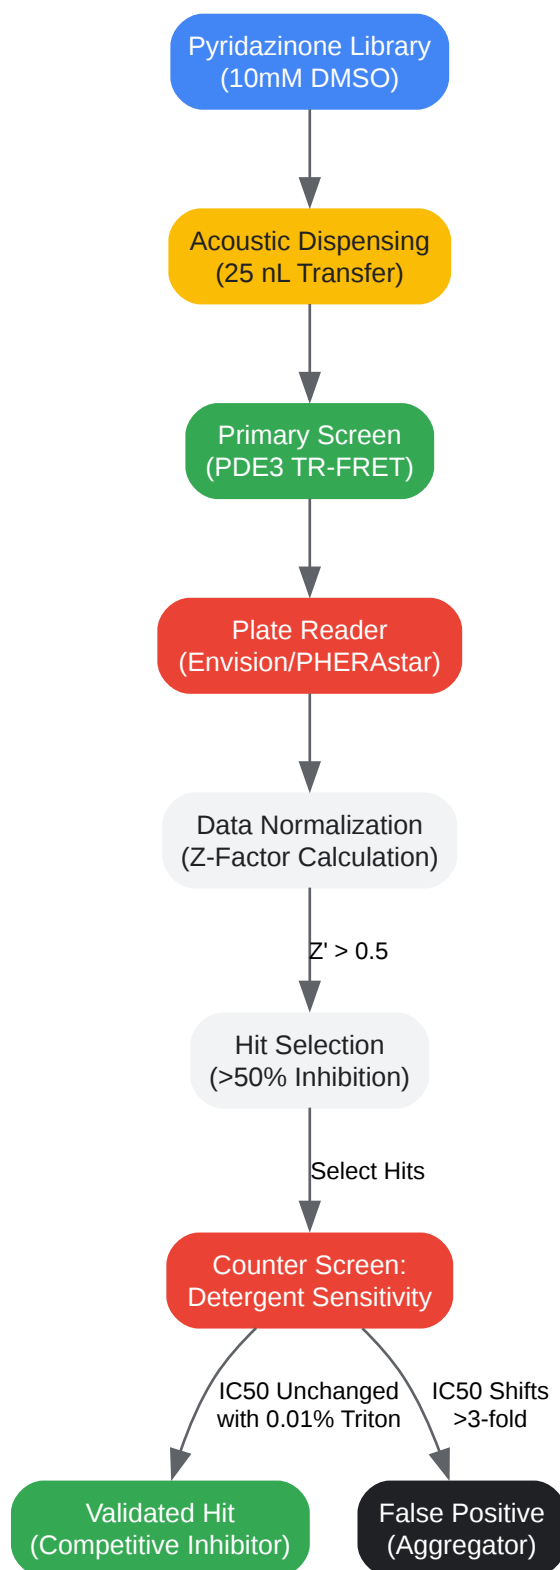 Pyridazinone Library
(10mM DMSO)
Acoustic Dispensing
(25 nL Transfer)
Primary Screen
(PDE3 TR-FRET)
Plate Reader
(Envision/PHERAstar)
Data Normalization
(Z-Factor Calculation)
Z' > 0.5
Hit Selection
(>50% Inhibition)
Select Hits
Counter Screen:
Detergent Sensitivity
IC50 Unchanged
with 0.01% Triton
IC50 Shifts
>3-fold
Validated Hit
(Competitive Inhibitor)
False Positive
(Aggregator)